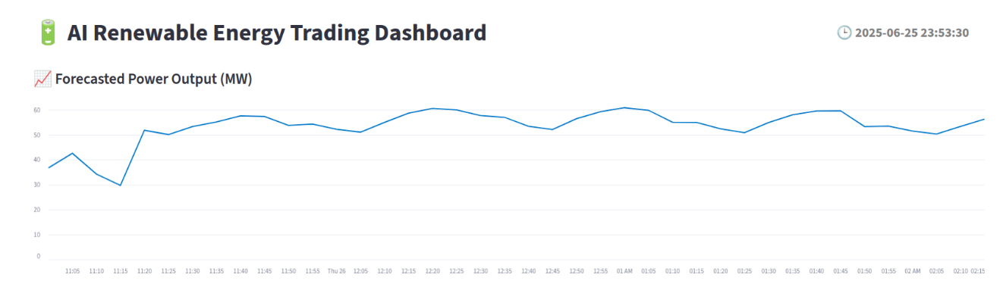 AI Renewable Energy Trading Dashboard
2025-06-25 23:53:30
Forecasted Power Output (MW)
60
50
40
30
20
10
0
11:05 11:10 11:15 11:20 11:25 11:30 11:35 11:40 11:45 11:50 11:55 Thu 26 12:05 12:10 12:15 12:20 12:25 12:30 12:35 12:40 12:45 12:50 12:55 01 AM 01:05 01:10 01:15 01:20 01:25 01:30 01:35 01:40 01:45 01:50 01:55 02 AM 02:05 02:10 02:15